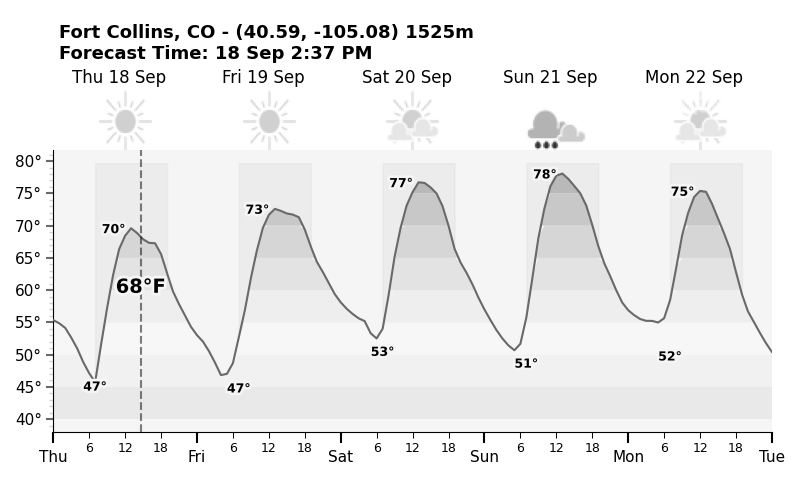 Fort Collins, CO - (40.59, -105.08) 1525m
Forecast Time: 18 Sep 2:37 PM
Thu 18 Sep Fri 19 Sep Sat 20 Sep Sun 21 Sep Mon 22 Sep
80°
78°
77°
75° 75°
73°
70° 70°
65°
68°F
60°
55°
53° 52°
50° 51°
47° 47°
45°
40°
6 12 18 6 12 18 6 12 18 6 12 18 6 12 18
Thu Fri Sat Sun Mon Tue